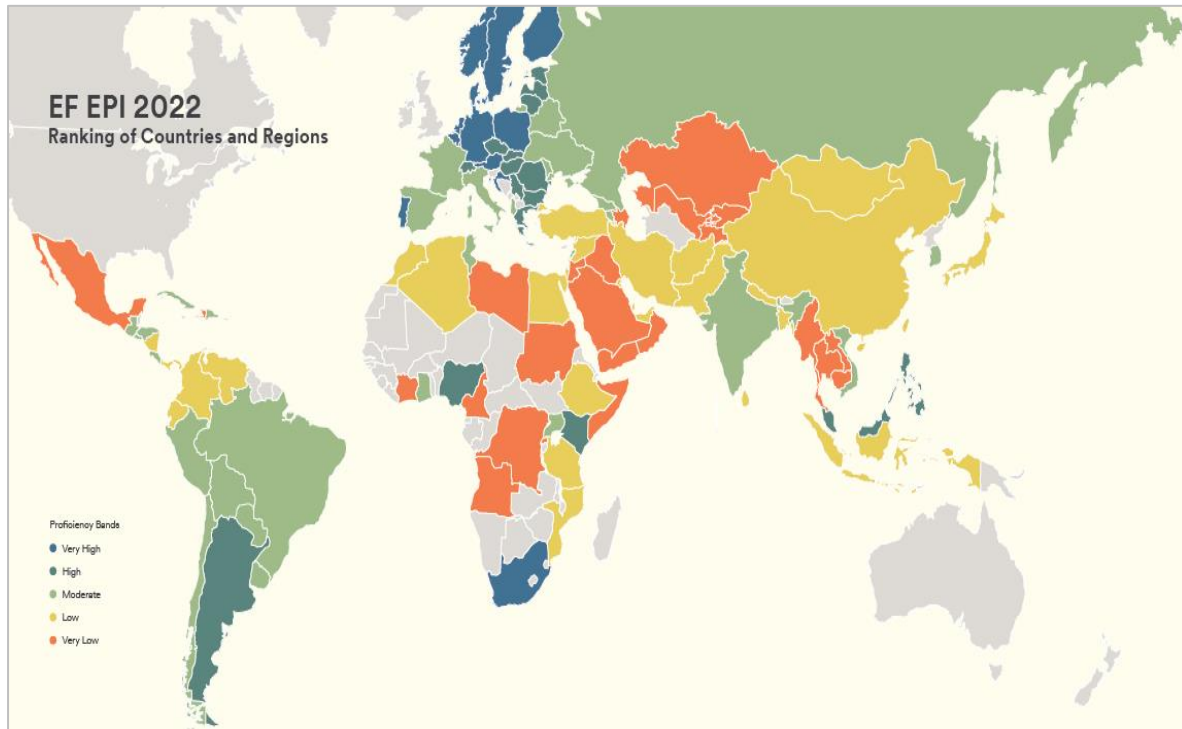 EF EPI 2022
Ranking of Countries and Regions
Proficiency Bands
Very High
High
Moderate
Low
Very Low